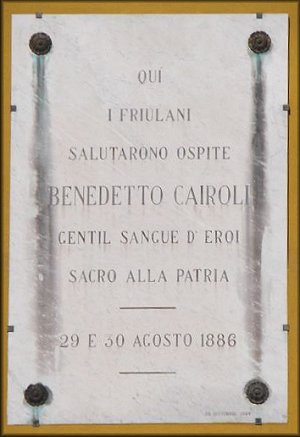 QUI
I FRIULANI
SALUTARONO OSPITE
BENEDETTO CAIROLI
GENTIL SANGUE D'EROI
SACRO ALLA PATRIA
29 E 30 AGOSTO 1886